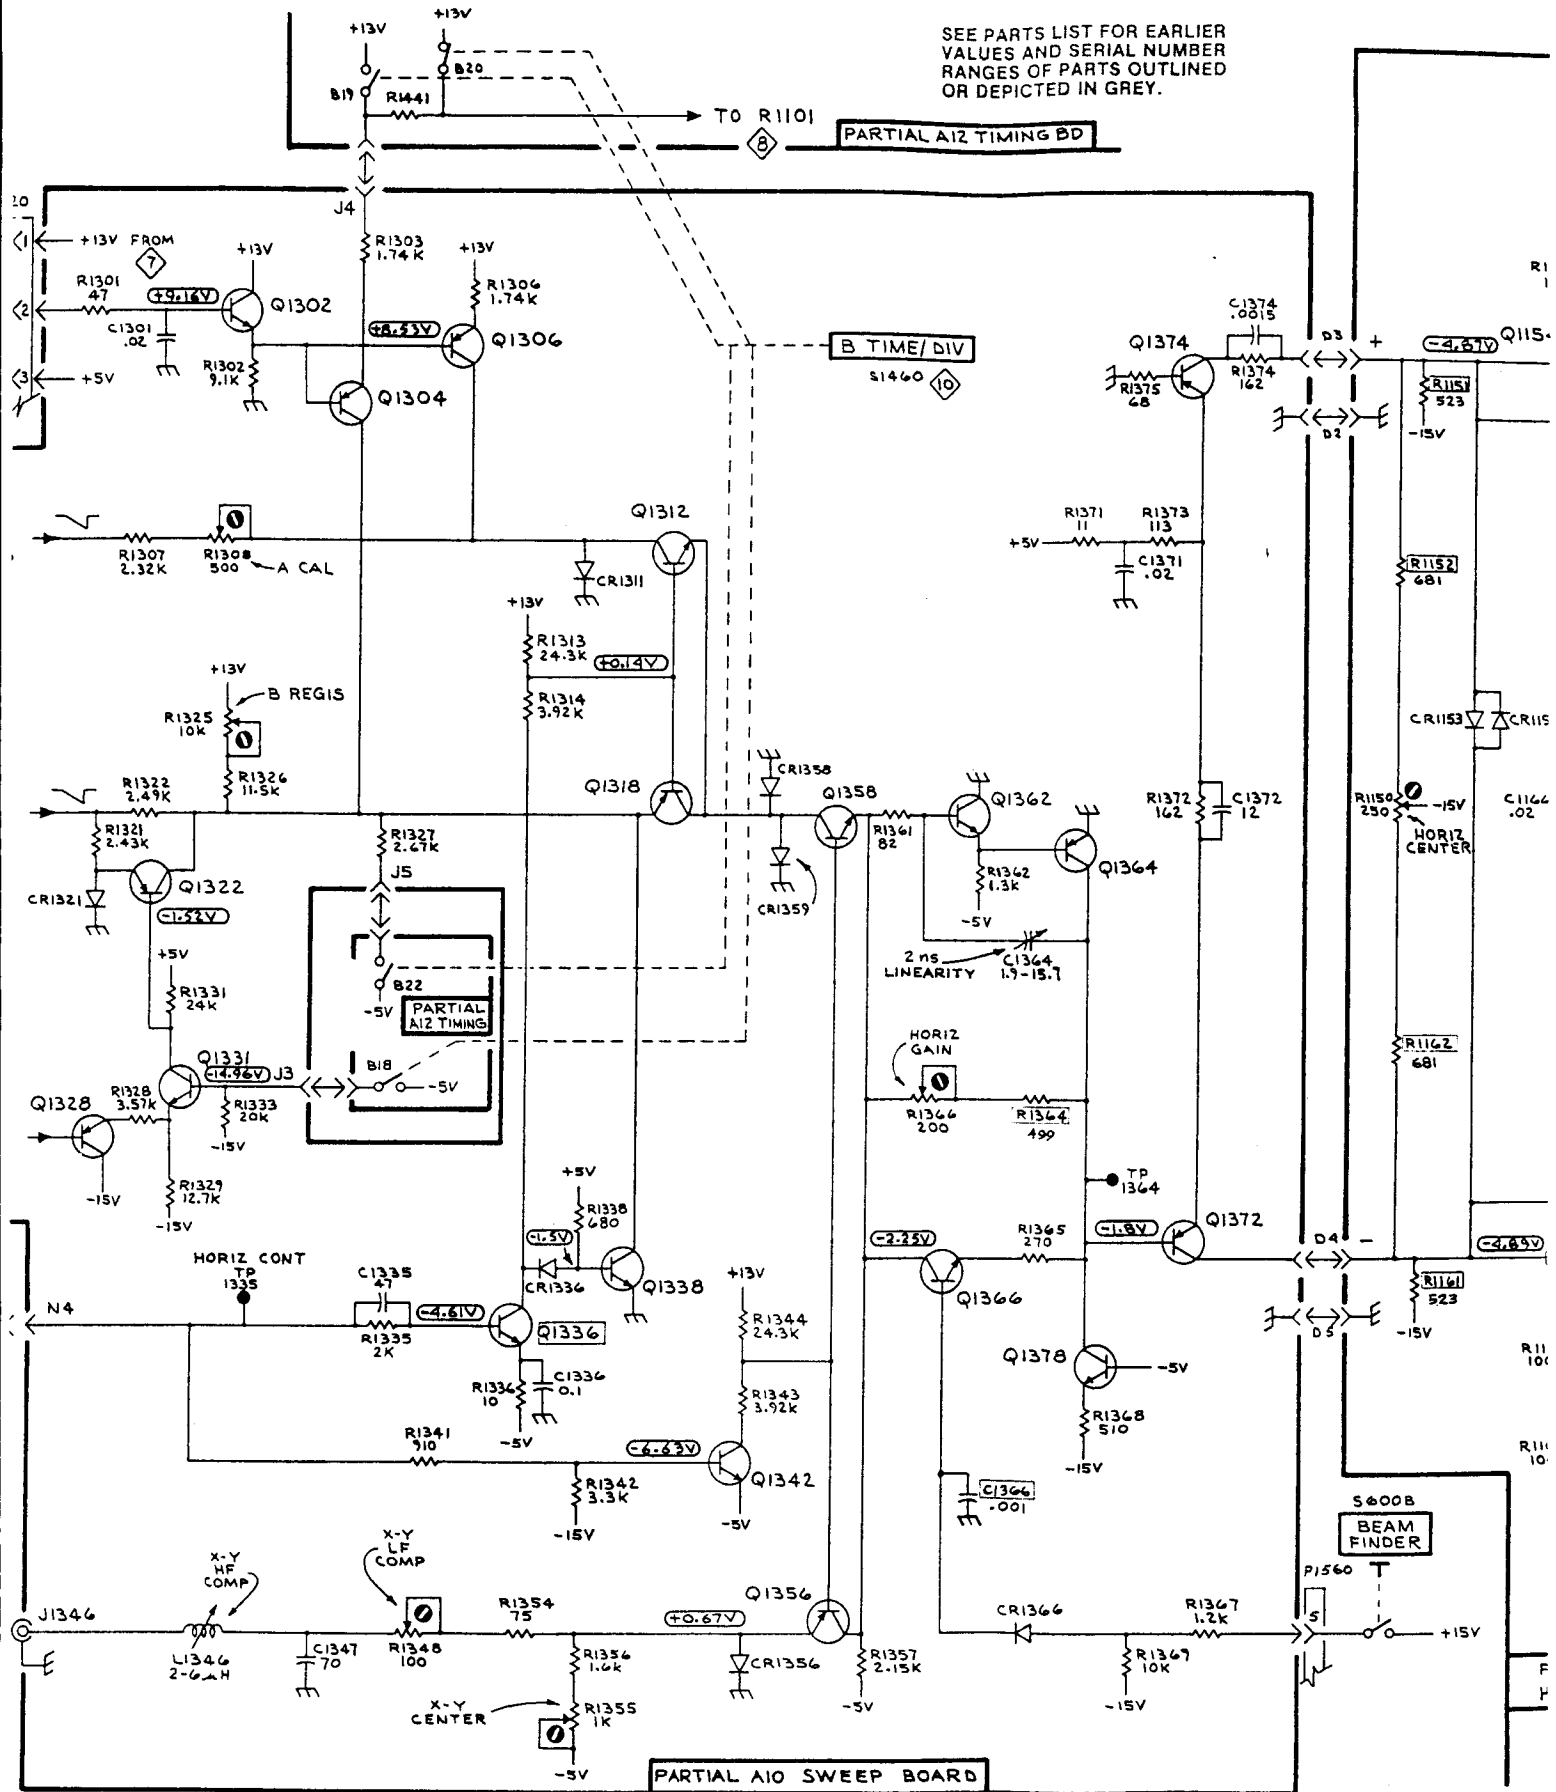 +13V
+13V
B19
B20
R1441
TO R1101
8
SEE PARTS LIST FOR EARLIER
VALUES AND SERIAL NUMBER
RANGES OF PARTS OUTLINED
OR DEPICTED IN GREY.
PARTIAL A12 TIMING BD
20
1
+13V FROM
7
J4
R1303
1.74K
+13V
+13V
R1301
47
+9.16V
Q1302
2
C1301
.02
R1302
9.1K
3
+5V
Q1304
R1306
1.74K
+8.53V
Q1306
B TIME/DIV
S1460
10
Q1374
C1374
.0015
R1374
162
R1375
68
D3
+
-4.87V
D2
R1151
523
-15V
R1307
2.32K
R1308
500
A CAL
Q1312
CR1311
R1371
11
R1373
113
+5V
C1371
.02
R1152
681
+13V
R1313
24.3K
+0.14V
R1314
3.92K
+13V
B REGIS
R1325
10K
R1326
11.5K
R1322
2.49K
R1321
2.43K
Q1322
CR1321
-1.52V
Q1318
CR1358
Q1358
CR1359
R1361
82
Q1362
R1362
1.3K
-5V
Q1364
2 ns
LINEARITY
C1364
1.9-15.7
R1372
162
C1372
12
CR1153
R1150
250
-15V
HORIZ
CENTER
C1166
.02
R1327
2.67K
J5
B22
-5V
PARTIAL
A12 TIMING
B18
-5V
+5V
R1331
24K
Q1331
-14.96V
J3
R1333
20K
-15V
Q1328
R1328
3.57K
-15V
R1329
12.7K
-15V
HORIZ
GAIN
R1366
200
R1364
499
R1162
681
TP
1364
HORIZ CONT
TP
1335
N4
C1335
47
R1335
2K
-4.61V
Q1336
R1336
10
C1336
0.1
-5V
+5V
R1338
680
-1.5V
CR1336
Q1338
+13V
R1344
24.3K
R1343
3.92K
-2.25V
R1365
270
Q1366
-1.8V
Q1372
D4
-
-4.89V
R1161
523
-15V
D5
Q1378
-5V
R1368
510
-15V
R1341
910
-6.63V
R1342
3.3K
-15V
Q1342
-5V
C1366
.001
S600B
BEAM
FINDER
P1560
5
+15V
X-Y
HF
COMP
X-Y
LF
COMP
J1346
L1346
2-6µH
C1347
70
R1348
100
R1354
75
R1356
1.6K
R1355
1K
X-Y
CENTER
-5V
+0.67V
CR1356
Q1356
R1357
2.15K
-5V
CR1366
R1367
1.2K
R1369
10K
-15V
PARTIAL A10 SWEEP BOARD